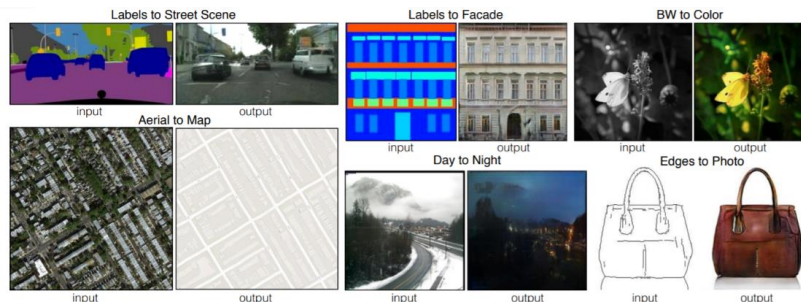 Labels to Street Scene
input
output
Aerial to Map
input
output
Labels to Facade
input
output
BW to Color
input
output
Day to Night
input
output
Edges to Photo
input
output